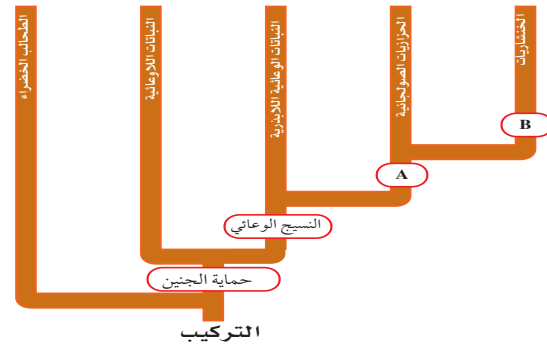 الطحالب الخضراء
النباتات اللاوعائية
النباتات الوعائية اللابذرية
الحزازيات الصولجانية
الخنشاريات
B
A
النسيج الوعائي
حماية الجنين
التركيب